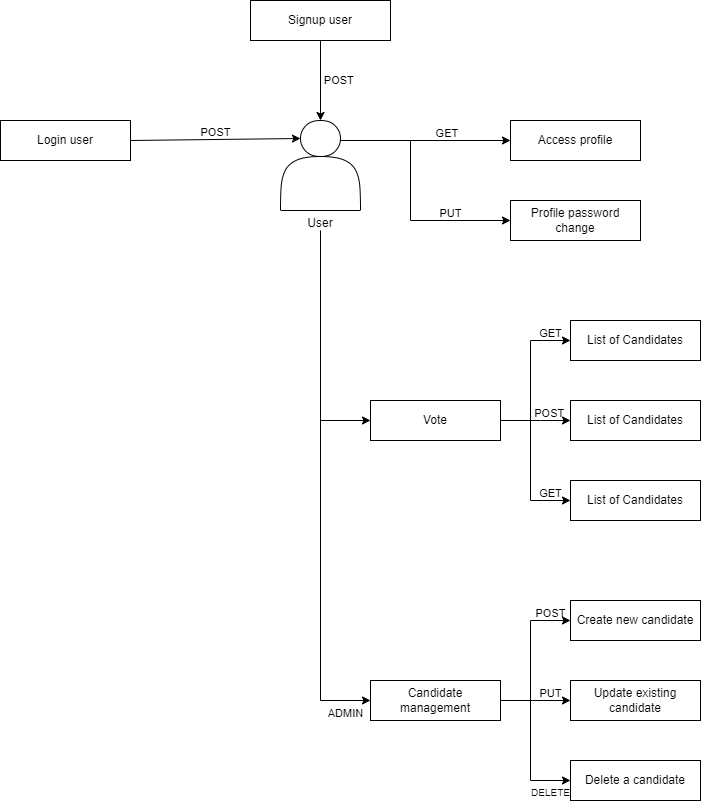 Signup user
POST
Login user
POST
GET
Access profile
PUT
Profile password
change
User
GET
List of Candidates
Vote
POST
List of Candidates
GET
List of Candidates
POST
Create new candidate
ADMIN
Candidate
management
PUT
Update existing
candidate
DELETE
Delete a candidate